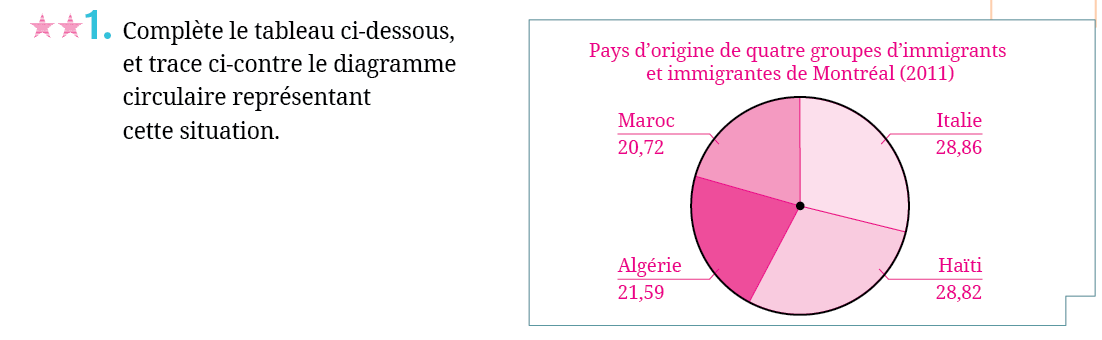 1. Complète le tableau ci-dessous,
et trace ci-contre le diagramme
circulaire représentant
cette situation.
Pays d’origine de quatre groupes d’immigrants
et immigrantes de Montréal (2011)
Maroc
20,72
Italie
28,86
Algérie
21,59
Haïti
28,82